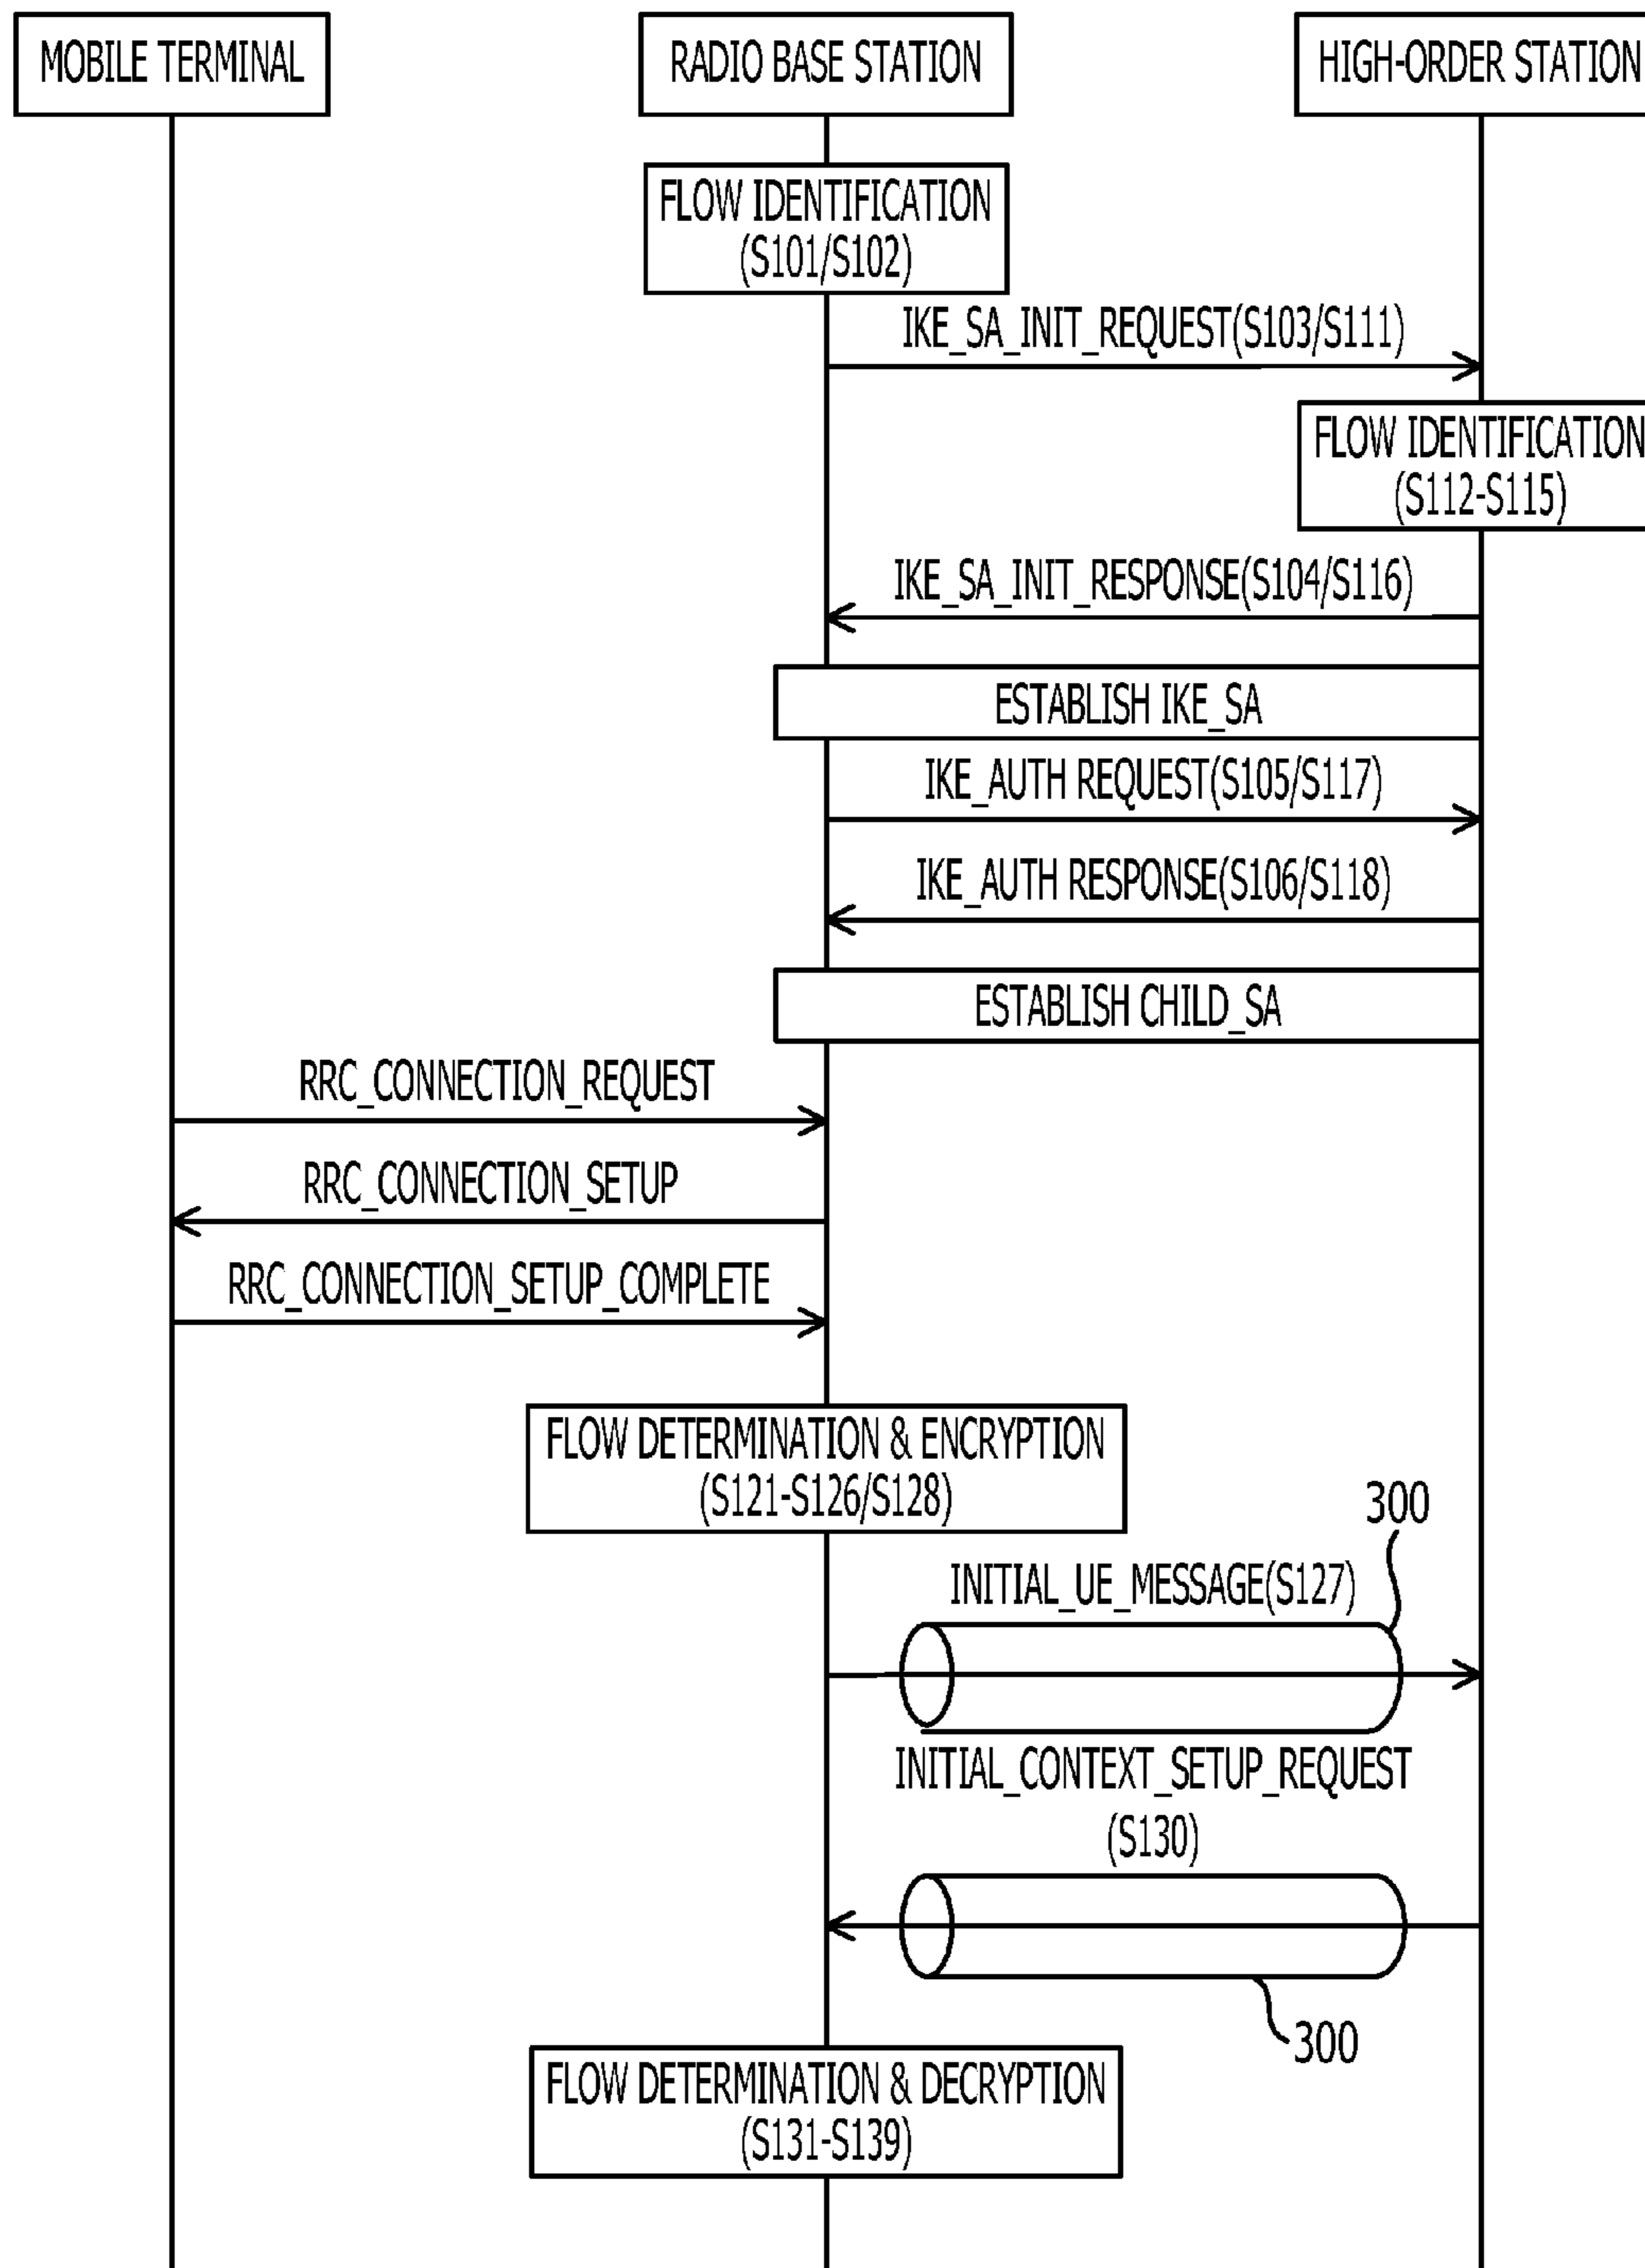 MOBILE TERMINAL
RADIO BASE STATION
HIGH-ORDER STATION
FLOW IDENTIFICATION
(S101/S102)
IKE_SA_INIT_REQUEST(S103/S111)
FLOW IDENTIFICATION
(S112-S115)
IKE_SA_INIT_RESPONSE(S104/S116)
ESTABLISH IKE_SA
IKE_AUTH REQUEST(S105/S117)
IKE_AUTH RESPONSE(S106/S118)
ESTABLISH CHILD_SA
RRC_CONNECTION_REQUEST
RRC_CONNECTION_SETUP
RRC_CONNECTION_SETUP_COMPLETE
FLOW DETERMINATION & ENCRYPTION
(S121-S126/S128)
300
INITIAL_UE_MESSAGE(S127)
INITIAL_CONTEXT_SETUP_REQUEST
(S130)
300
FLOW DETERMINATION & DECRYPTION
(S131-S139)